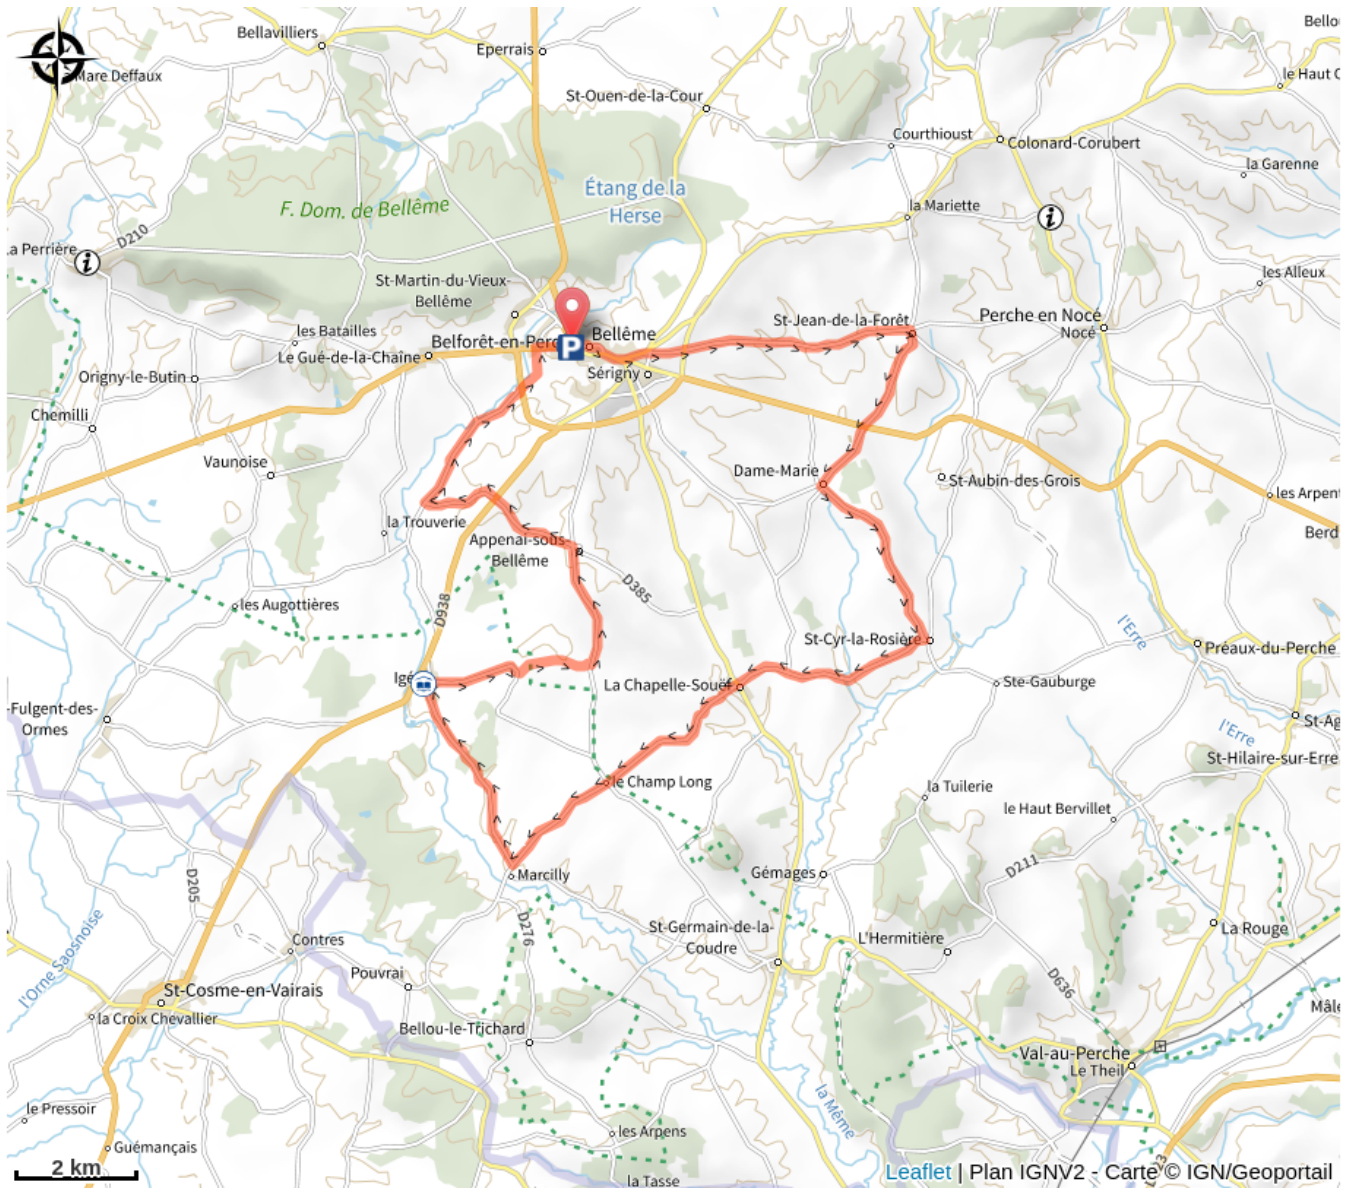 Bellavilliers
Eperrais
Bello
Mare Deffaux
le Haut C
St-Ouen-de-la-Cour
Courthioust
Colonard-Corubert
la Garenne
Étang de la
Herse
F. Dom. de Bellême
la Mariette
i
D210
a Perrière
i
St-Martin-du-Vieux-
Bellême
les Alleux
St-Jean-de-la-Forêt
Perche en Nocé
Nocé
les Batailles
Belforêt-en-Perc
P
Bellême
Le Gué-de-la-Chaîne
Sérigny
Origny-le-Butin
Chemilli
Vaunoise
Dame-Marie
St-Aubin-des-Grois
les Arpent
la Trouverie
Berd
Appenai-sous-
Bellême
D385
D938
les Augottières
l'Erre
St-Cyr-la-Rosière
Préaux-du-Perche
Igé
La Chapelle-Souëf
Ste-Gauburge
-Fulgent-des-
Ormes
St-Ag
l'Erre
St-Hilaire-sur-Erre
le Champ Long
la Tuilerie
le Haut Bervillet
D205
Marcilly
Gémages
D211
D276
St-Germain-de-la-
Coudre
L'Hermitière
La Rouge
l'Orne Saosnoise
Contres
Pouvrai
D636
St-Cosme-en-Vairais
la Croix Chevallier
Mâle
Bellou-le-Trichard
Val-au-Perche
Le Theil
la Même
le Pressoir
les Arpens
Guémançais
2 km
la Tasse
23
Leaflet | Plan IGNV2 - Carte © IGN/Geoportail